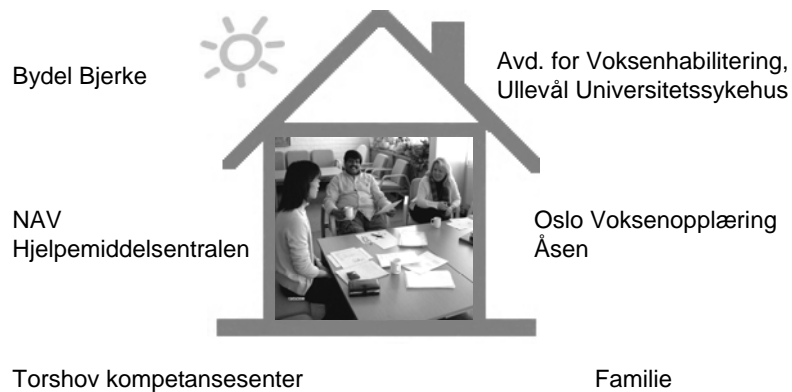 Bydel Bjerke
Avd. for Voksenhabilitering,
Ullevål Universitetssykehus
NAV
Hjelpemiddelsentralen
Oslo Voksenopplæring
Åsen
Torshov kompetansesenter
Familie